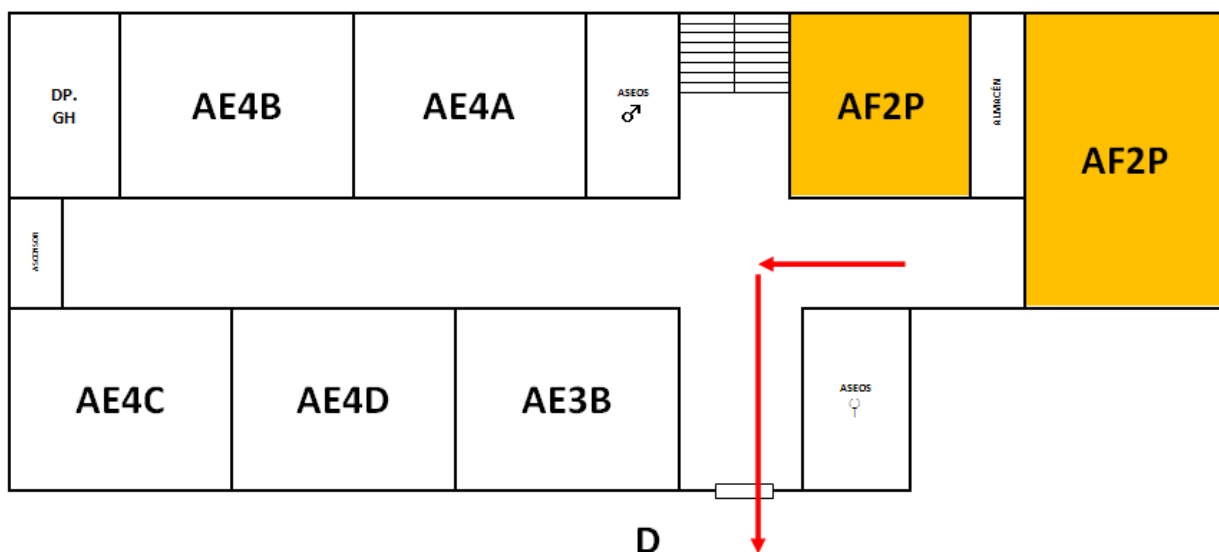 DP.
GH
AE4B
AE4A
ASEOS
♂
AF2P
ALMACÉN
AF2P
ASCENSOR
AE4C
AE4D
AE3B
ASEOS
♀
D